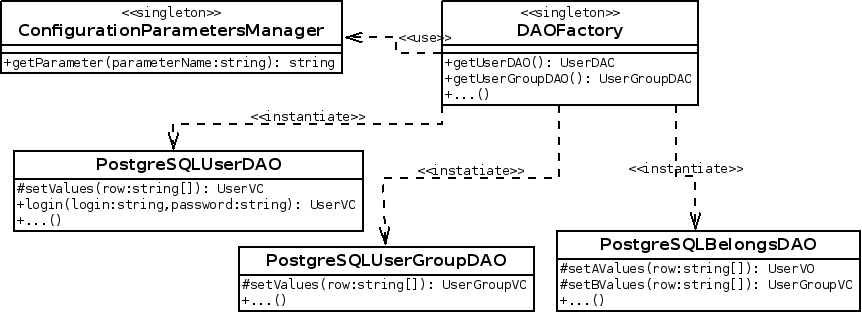 <<singleton>>
ConfigurationParametersManager
+getParameter(parameterName:string): string
<<use>>
<<singleton>>
DAOFactory
+getUserDAO(): UserDAC
+getUserGroupDAO(): UserGroupDAC
+...()
<<instantiate>>
<<instatiate>>
<<instantiate>>
PostgreSQLUserDAO
#setValues(row:string[]): UserVC
+login(login:string,password:string): UserVC
+...()
PostgreSQLUserGroupDAO
#setValues(row:string[]): UserGroupVC
+...()
PostgreSQLBelongsDAO
#setAValues(row:string[]): UserVO
#setBValues(row:string[]): UserGroupVC
+...()